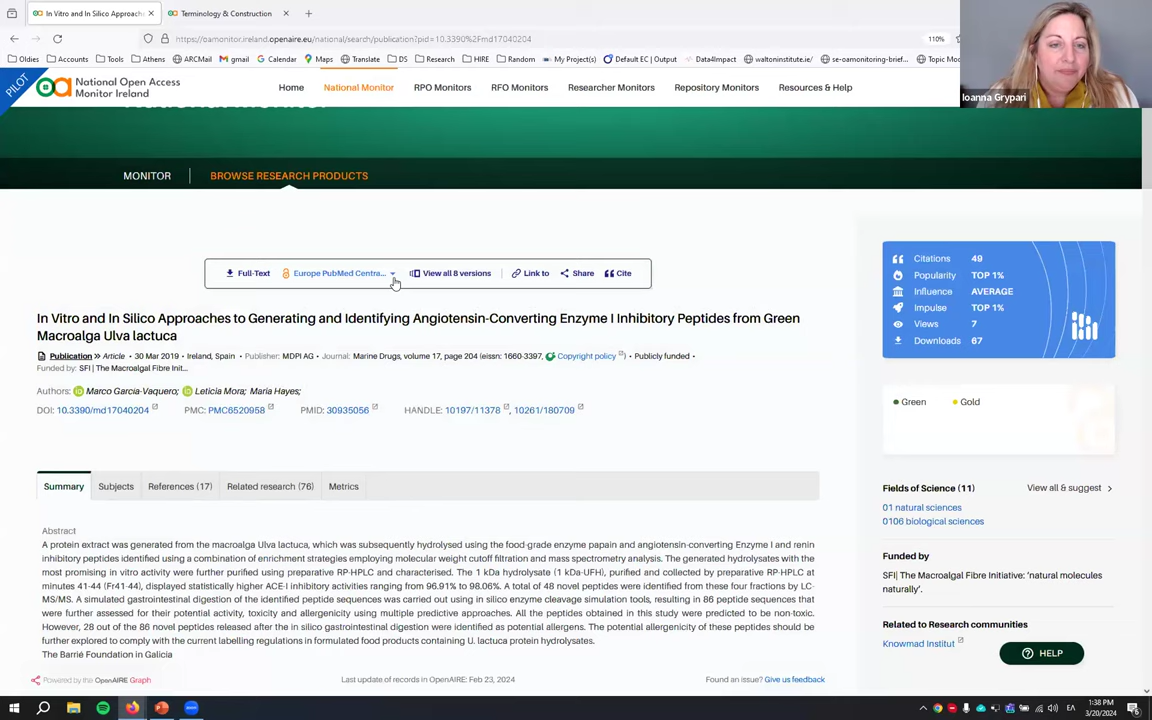 In Vitro and In Silico Approach
Terminology & Construction
https://oamonitor.ireland.openaire.eu/national/search/publication?pid=10.3390%2Fmd17040204
110%
Oldies Accounts Tools Athens ARCMail gmail Calendar Maps Translate DS Research HIRE Random My Project(s) Default EC | Output Data4Impact waltoninstitute.ie/ se-oamonitoring-brief... Topic Mod
Ioanna Grypari
PILOT
National Open Access
Monitor Ireland
Home National Monitor RPO Monitors RFO Monitors Researcher Monitors Repository Monitors Resources & Help
MONITOR BROWSE RESEARCH PRODUCTS
Full-Text Europe PubMed Centra... View all 8 versions Link to Share Cite
In Vitro and In Silico Approaches to Generating and Identifying Angiotensin-Converting Enzyme I Inhibitory Peptides from Green
Macroalga Ulva lactuca
Publication » Article • 30 Mar 2019 • Ireland, Spain • Publisher: MDPI AG • Journal: Marine Drugs, volume 17, page 204 (eissn: 1660-3397, Copyright policy ) • Publicly funded •
Funded by: SFI | The Macroalgal Fibre Init...
Authors: Marco Garcia-Vaquero; Leticia Mora; Maria Hayes;
DOI: 10.3390/md17040204 PMC: PMC6520958 PMID: 30935056 HANDLE: 10197/11378 , 10261/180709
Summary Subjects References (17) Related research (76) Metrics
Abstract
A protein extract was generated from the macroalga Ulva lactuca, which was subsequently hydrolysed using the food-grade enzyme papain and angiotensin-converting Enzyme I and renin
inhibitory peptides identified using a combination of enrichment strategies employing molecular weight cutoff filtration and mass spectrometry analysis. The generated hydrolysates with the
most promising in vitro activity were further purified using preparative RP-HPLC and characterised. The 1 kDa hydrolysate (1 kDa-UFH), purified and collected by preparative RP-HPLC at
minutes 41-44 (Fr41-44), displayed statistically higher ACE-I inhibitory activities ranging from 96.91% to 98.06%. A total of 48 novel peptides were identified from these four fractions by LC-
MS/MS. A simulated gastrointestinal digestion of the identified peptide sequences was carried out using in silico enzyme cleavage simulation tools, resulting in 86 peptide sequences that
were further assessed for their potential activity, toxicity and allergenicity using multiple predictive approaches. All the peptides obtained in this study were predicted to be non-toxic.
However, 28 out of the 86 novel peptides released after the in silico gastrointestinal digestion were identified as potential allergens. The potential allergenicity of these peptides should be
further explored to comply with the current labelling regulations in formulated food products containing U. lactuca protein hydrolysates.
The Barrié Foundation in Galicia
Powered by the OpenAIRE Graph Last update of records in OpenAIRE: Feb 23, 2024 Found an issue? Give us feedback
Citations 49
Popularity TOP 1%
Influence AVERAGE
Impulse TOP 1%
Views 7
Downloads 67
Green Gold
Fields of Science (11) View all & suggest
01 natural sciences
0106 biological sciences
Funded by
SFI| The Macroalgal Fibre Initiative: ‘natural molecules
naturally’.
Related to Research communities
Knowmad Institut
HELP
ΕΛ
1:38 PM
3/20/2024